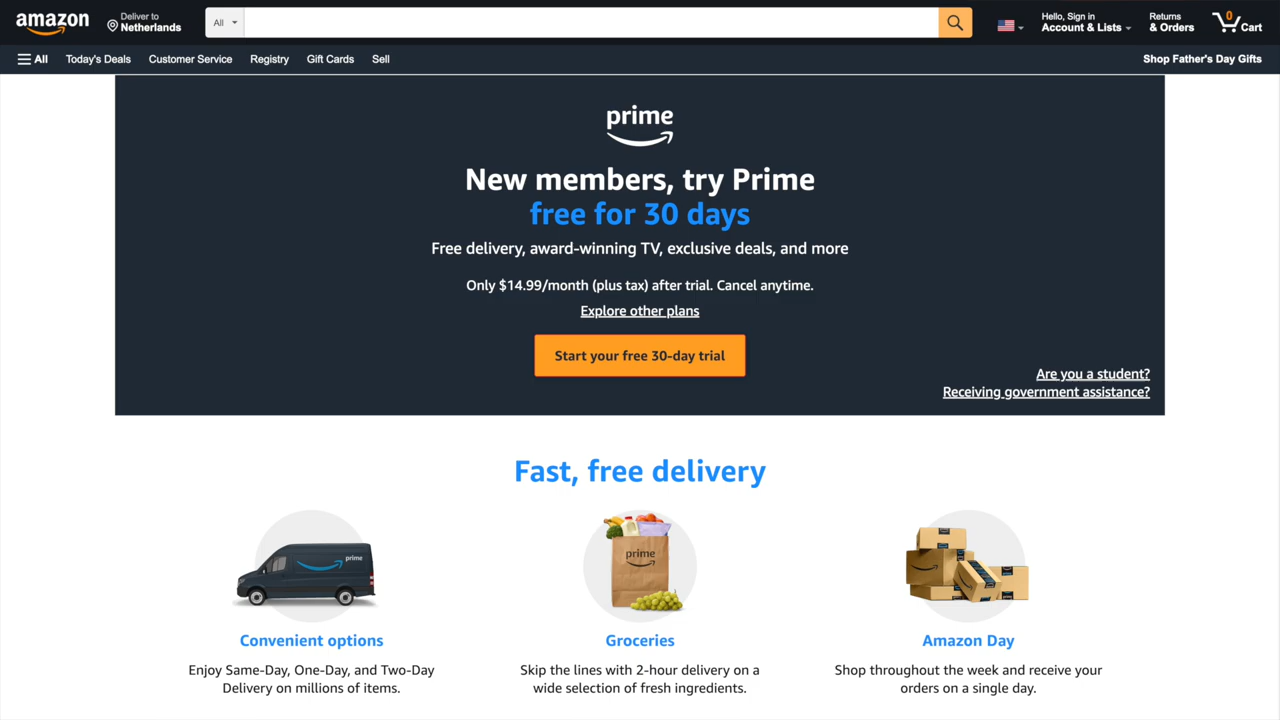 amazon
Deliver to
Netherlands
All
Hello, Sign in
Account & Lists
Returns
& Orders
0
Cart
All
Today's Deals
Customer Service
Registry
Gift Cards
Sell
Shop Father's Day Gifts
prime
New members, try Prime
free for 30 days
Free delivery, award-winning TV, exclusive deals, and more
Only $14.99/month (plus tax) after trial. Cancel anytime.
Explore other plans
Start your free 30-day trial
Are you a student?
Receiving government assistance?
Fast, free delivery
prime
prime
Convenient options
Groceries
Amazon Day
Enjoy Same-Day, One-Day, and Two-Day
Delivery on millions of items.
Skip the lines with 2-hour delivery on a
wide selection of fresh ingredients.
Shop throughout the week and receive your
orders on a single day.